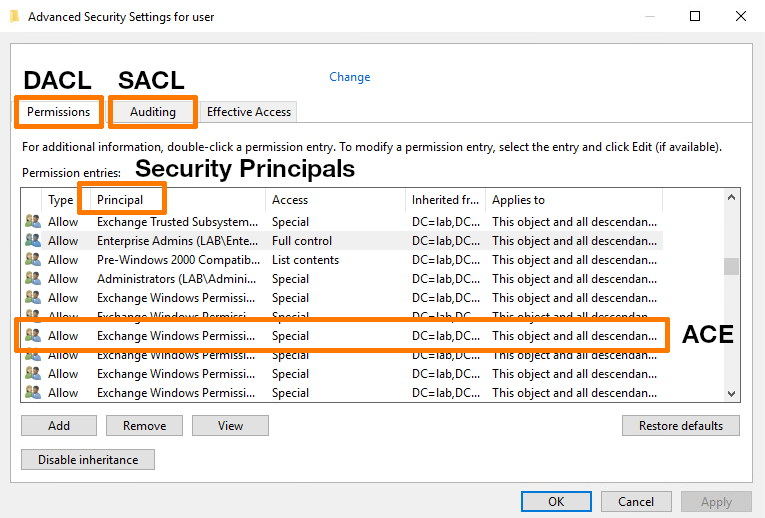 Advanced Security Settings for user
DACL SACL Change
Permissions Auditing Effective Access
For additional information, double-click a permission entry. To modify a permission entry, select the entry and click Edit (if available).
Permission entries: Security Principals
Type Principal Access Inherited fr... Applies to
Allow Exchange Trusted Subsystem... Special DC=lab,DC... This object and all descendan...
Allow Enterprise Admins (LAB\Ente... Full control DC=lab,DC... This object and all descendan...
Allow Pre-Windows 2000 Compatib... List contents DC=lab,DC... This object and all descendan...
Allow Administrators (LAB\Admini... Special DC=lab,DC... This object and all descendan...
Allow Exchange Windows Permissi... Special DC=lab,DC... This object and all descendan...
Allow Exchange Windows Permissi... Special DC=lab,DC... This object and all descendan...
Allow Exchange Windows Permissi... Special DC=lab,DC... This object and all descendan... ACE
Allow Exchange Windows Permissi... Special DC=lab,DC... This object and all descendan...
Allow Exchange Windows Permissi... Special DC=lab,DC... This object and all descendan...
Allow Exchange Windows Permissi... Special DC=lab,DC... This object and all descendan...
Add Remove View Restore defaults
Disable inheritance
OK Cancel Apply